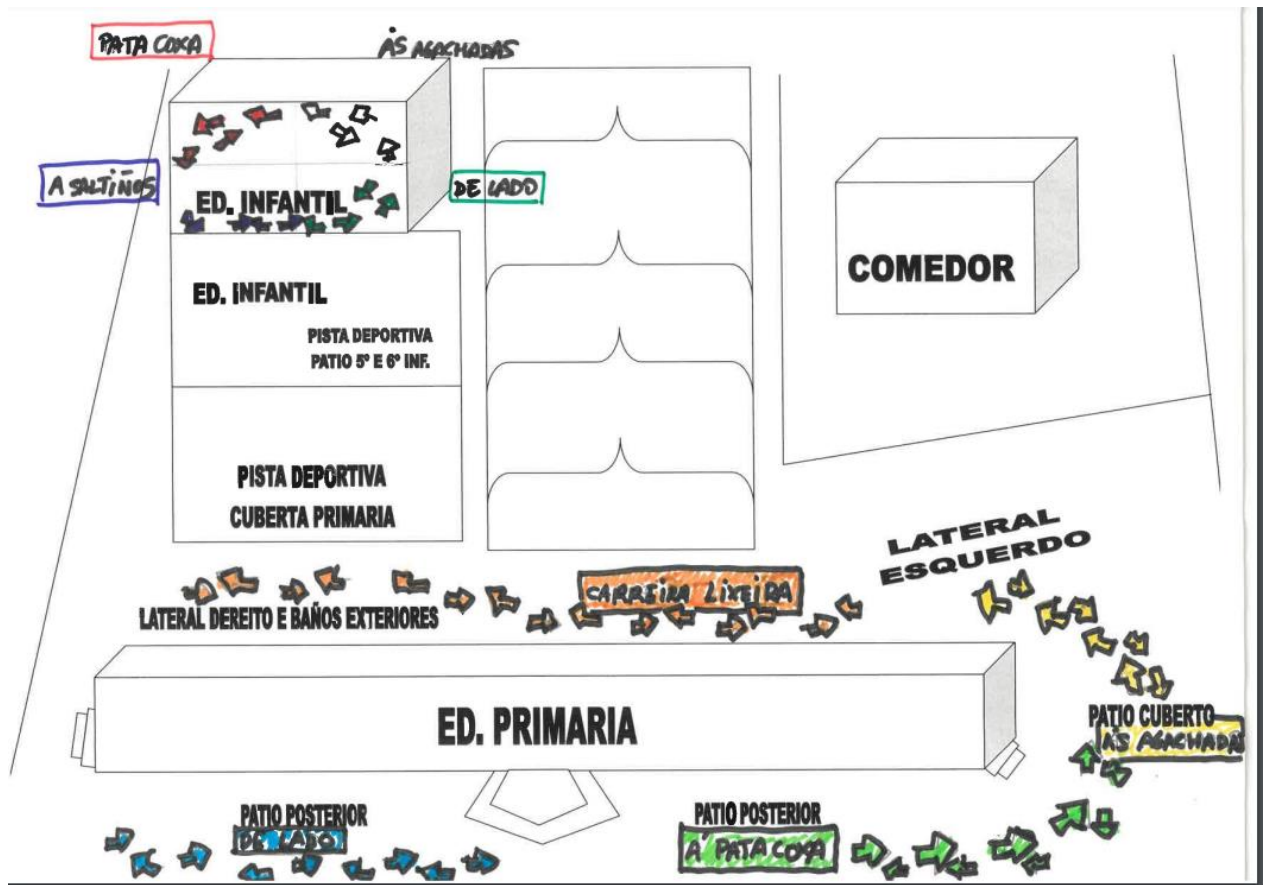 PATA COXA
ÁS AGACHADAS
A SALTIÑOS
DE LADO
ED. INFANTIL
ED. INFANTIL
PISTA DEPORTIVA
PATIO 5º E 6º INF.
COMEDOR
PISTA DEPORTIVA
CUBERTA PRIMARIA
LATERAL
ESQUERDO
CARREIRA LIXEIRA
LATERAL DEREITO E BAÑOS EXTERIORES
ED. PRIMARIA
PATIO CUBERTO
ÁS AGACHADAS
PATIO POSTERIOR
DE LADO
PATIO POSTERIOR
Á PATA COXA